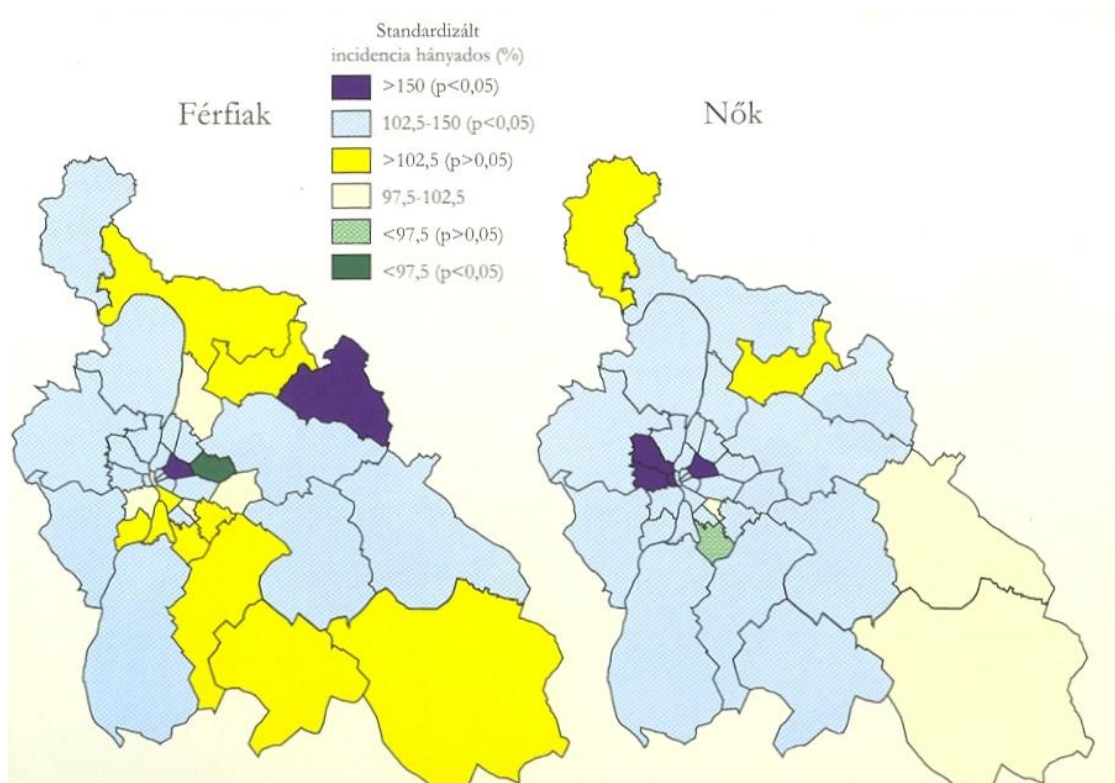 Standardizált
incidencia hányados (%)
>150 (p<0,05)
102,5-150 (p<0,05)
>102,5 (p>0,05)
97,5-102,5
<97,5 (p>0,05)
<97,5 (p<0,05)
Férfiak
Nők